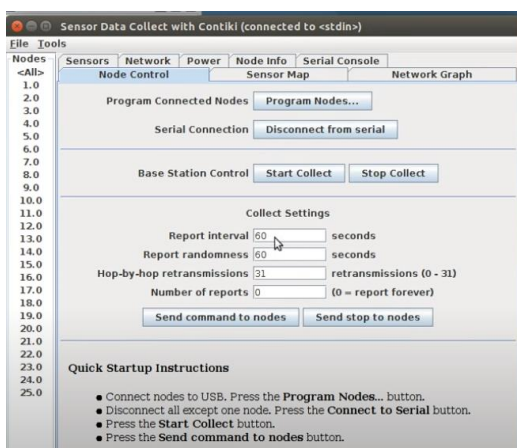 Sensor Data Collect with Contiki (connected to <stdin>)
File Tools
Nodes
<All>
1.0
2.0
3.0
4.0
5.0
6.0
7.0
8.0
9.0
10.0
11.0
12.0
13.0
14.0
15.0
16.0
17.0
18.0
19.0
20.0
21.0
22.0
23.0
24.0
25.0
Sensors Network Power Node Info Serial Console
Node Control Sensor Map Network Graph
Program Connected Nodes Program Nodes...
Serial Connection Disconnect from serial
Base Station Control Start Collect Stop Collect
Collect Settings
Report interval 60 seconds
Report randomness 60 seconds
Hop-by-hop retransmissions 31 retransmissions (0 - 31)
Number of reports 0 (0 = report forever)
Send command to nodes Send stop to nodes
Quick Startup Instructions
• Connect nodes to USB. Press the Program Nodes... button.
• Disconnect all except one node. Press the Connect to Serial button.
• Press the Start Collect button.
• Press the Send command to nodes button.